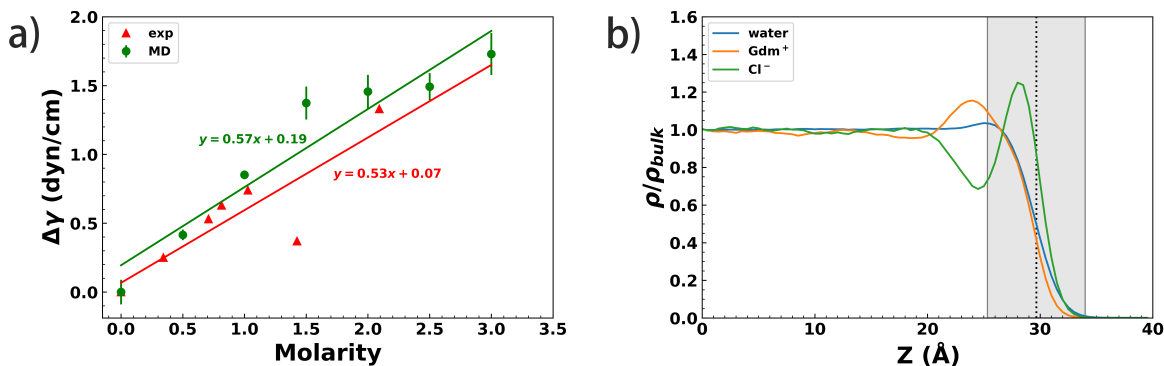 a)
2.0
1.5
1.0
0.5
0.0
Δγ (dyn/cm)
exp
MD
y = 0.57x + 0.19
y = 0.53x + 0.07
0.0 0.5 1.0 1.5 2.0 2.5 3.0 3.5
Molarity
b)
1.6
1.4
1.2
1.0
0.8
0.6
0.4
0.2
0.0
ρ/ρbulk
water
Gdm⁺
Cl⁻
0 10 20 30 40
Z (Å)